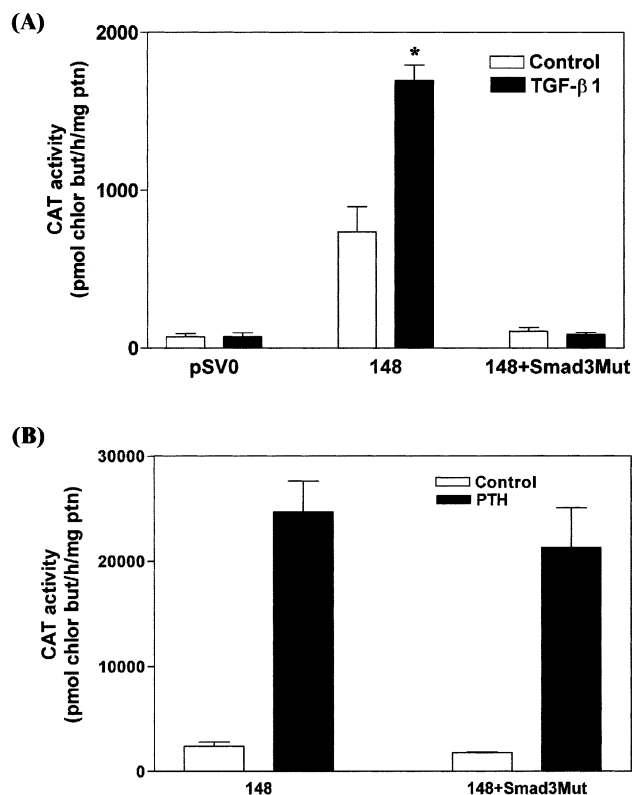 (A)
2000
1000
0
CAT activity
(pmol chlor but/h/mg ptn)
*
Control
TGF-β 1
pSV0
148
148+Smad3Mut
(B)
30000
20000
10000
0
CAT activity
(pmol chlor but/h/mg ptn)
Control
PTH
148
148+Smad3Mut